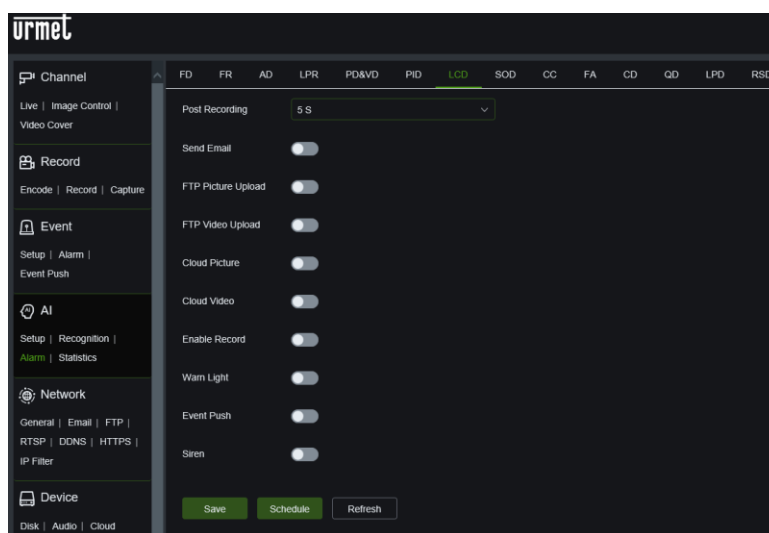 urmet
Channel
Live | Image Control |
Video Cover
Record
Encode | Record | Capture
Event
Setup | Alarm |
Event Push
AI
Setup | Recognition |
Alarm | Statistics
Network
General | Email | FTP |
RTSP | DDNS | HTTPS |
IP Filter
Device
Disk | Audio | Cloud
FD FR AD LPR PD&VD PID LCD SOD CC FA CD QD LPD RSD
Post Recording 5 S
Send Email
FTP Picture Upload
FTP Video Upload
Cloud Picture
Cloud Video
Enable Record
Warn Light
Event Push
Siren
Save Schedule Refresh